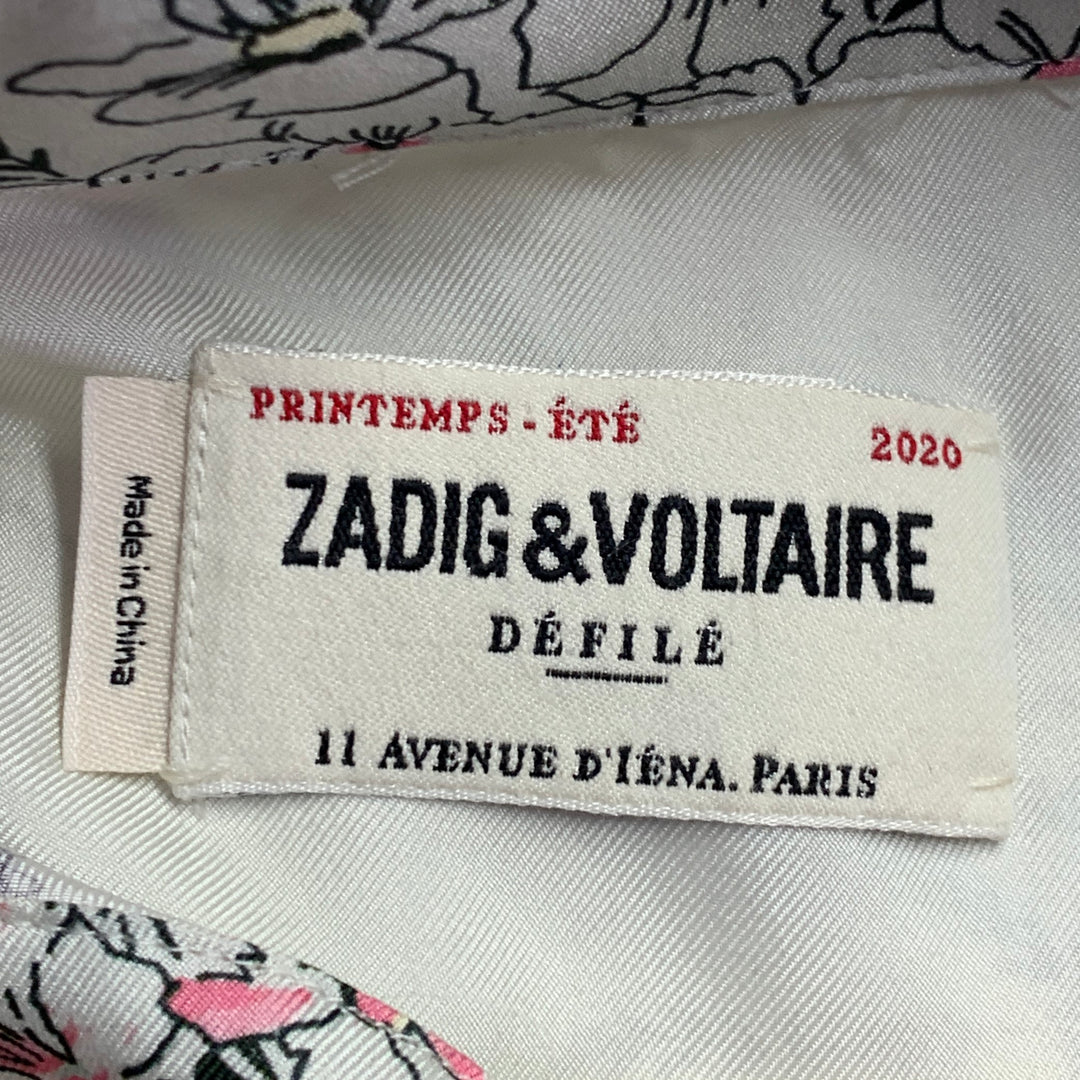 PRINTEMPS - ÉTÉ 2020
ZADIG & VOLTAIRE
DÉFILÉ
11 AVENUE D'IÉNA. PARIS
Made in China